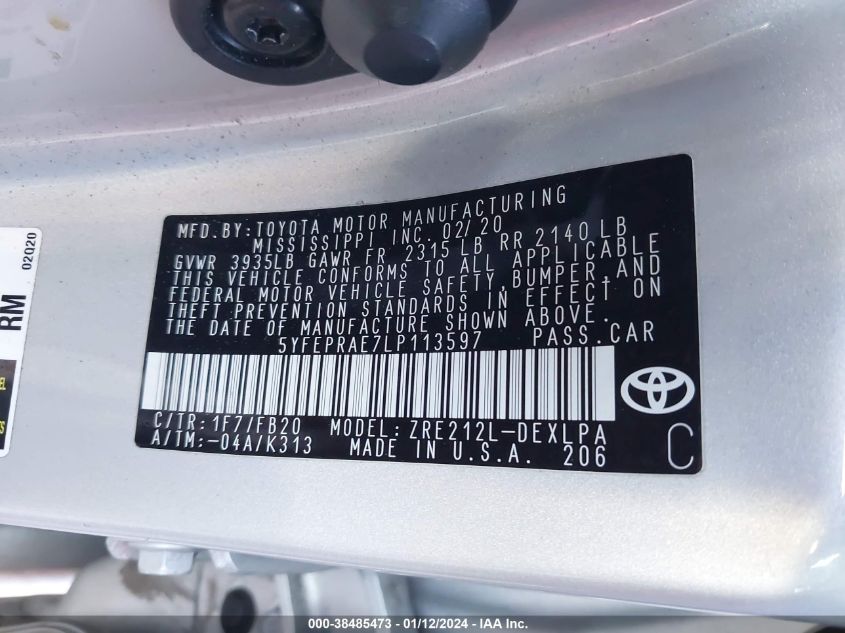 MFD.BY:TOYOTA MOTOR MANUFACTURING
MISSISSIPPI INC. 02/20
GVWR 3935LB GAWR FR 2315 LB RR 2140 LB
THIS VEHICLE CONFORMS TO ALL APPLICABLE
FEDERAL MOTOR VEHICLE SAFETY,BUMPER,AND
THEFT PREVENTION STANDARDS IN EFFECT ON
THE DATE OF MANUFACTURE SHOWN ABOVE.
5YFEPRAE7LP113597 PASS.CAR
C/TR:1F7/FB20 MODEL:ZRE212L-DEXLPA
A/TM:-04A/K313 MADE IN U.S.A. 206
C
02020
RM
000-38485473 - 01/12/2024 - IAA Inc.